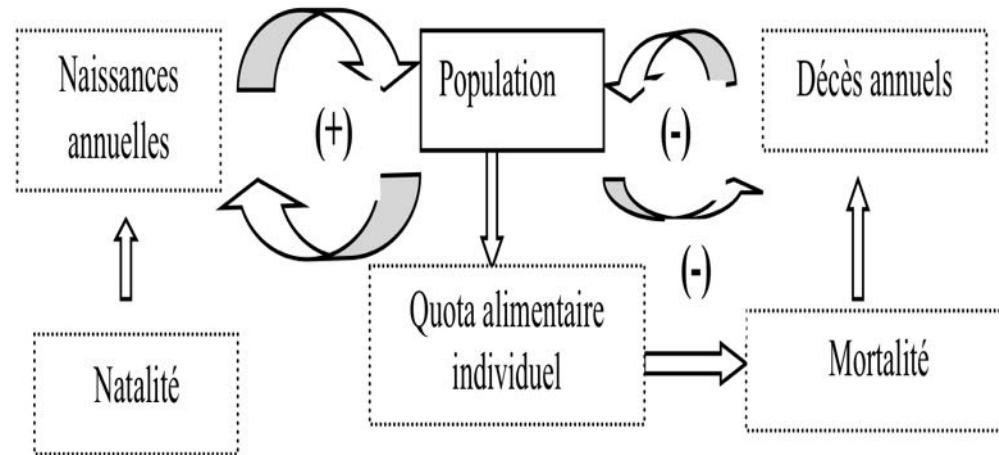 Naissances
annuelles
(+)
Population
(-)
Décès annuels
(-)
Quota alimentaire
individuel
Natalité
Mortalité